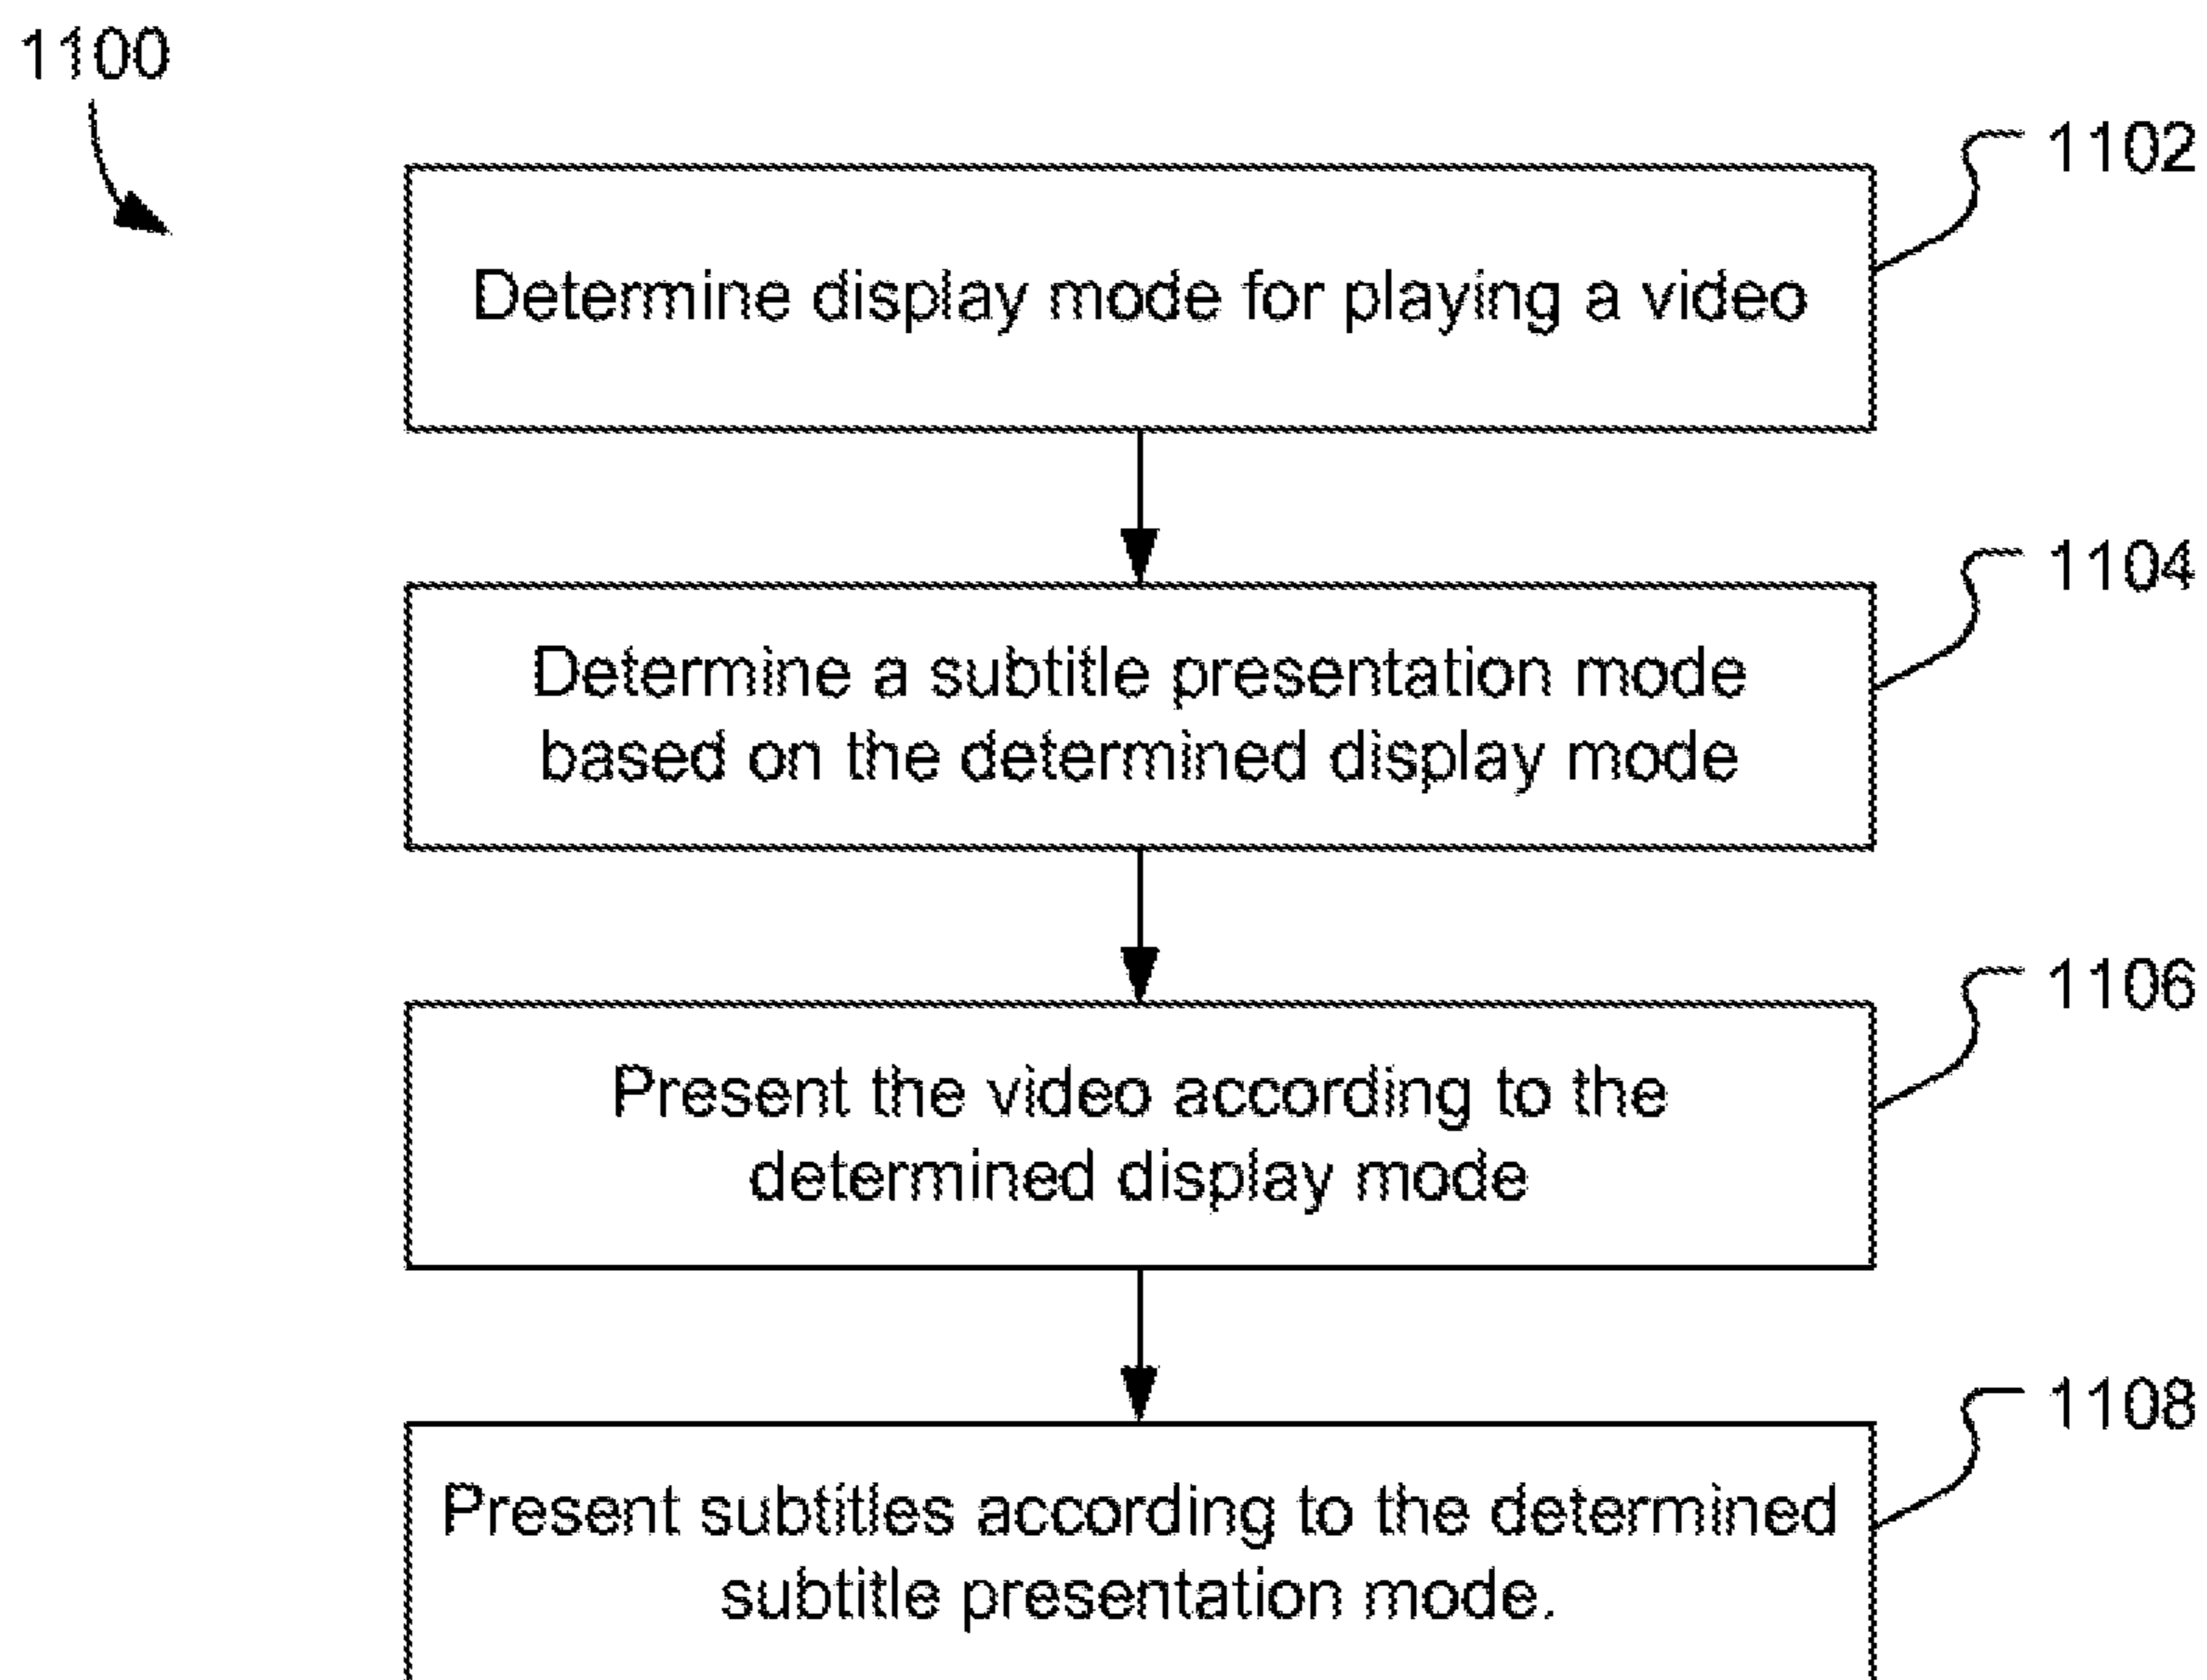 1100
1102
Determine display mode for playing a video
1104
Determine a subtitle presentation mode
based on the determined display mode
1106
Present the video according to the
determined display mode
1108
Present subtitles according to the determined
subtitle presentation mode.